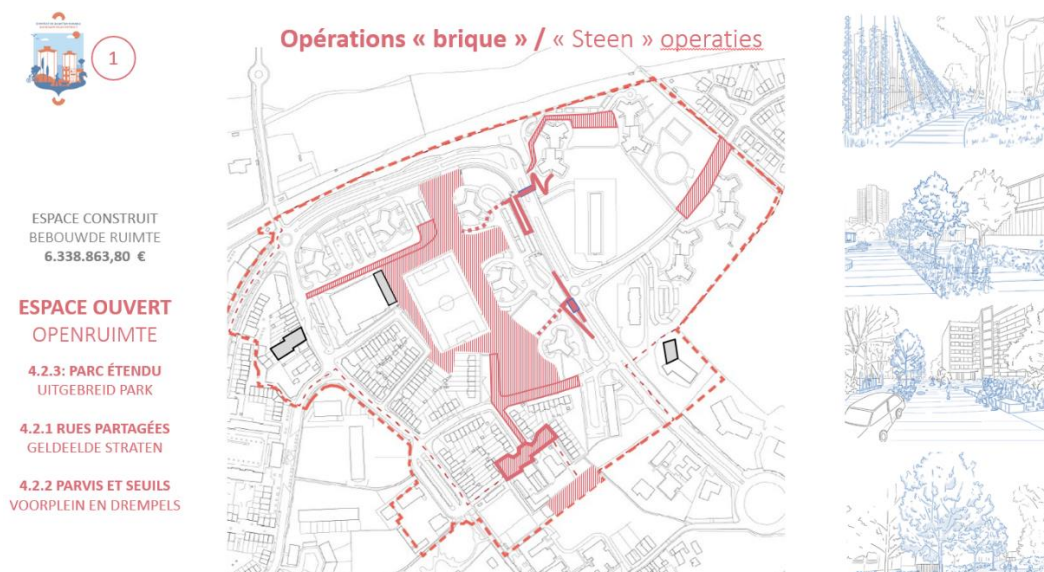 1
Opérations « brique » / « Steen » operaties
ESPACE CONSTRUIT
BEBOUWDE RUIMTE
6.338.863,80 €
ESPACE OUVERT
OPENRUIMTE
4.2.3: PARC ÉTENDU
UITGEBREID PARK
4.2.1 RUES PARTAGÉES
GELDEELDE STRATEN
4.2.2 PARVIS ET SEUILS
VOORPLEIN EN DREMPELS